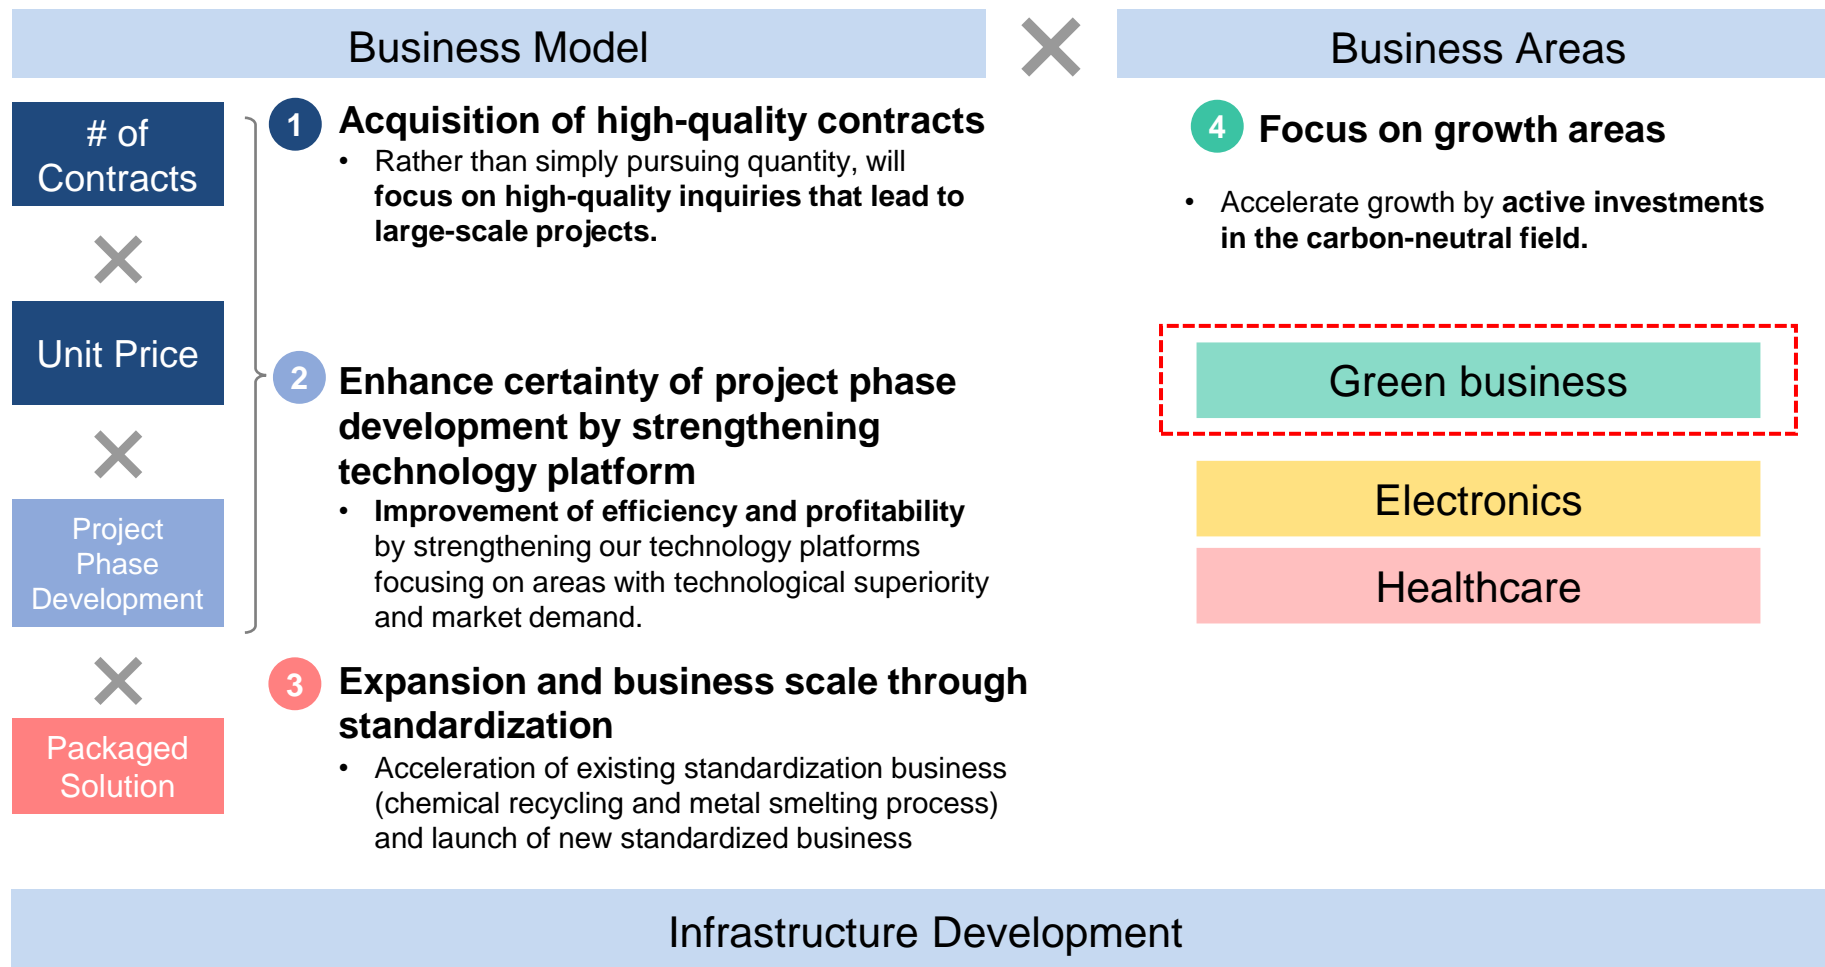 Business Model
Business Areas
# of
Contracts
Unit Price
Project
Phase
Development
Packaged
Solution
1 Acquisition of high-quality contracts
• Rather than simply pursuing quantity, will
focus on high-quality inquiries that lead to
large-scale projects.
2 Enhance certainty of project phase
development by strengthening
technology platform
• Improvement of efficiency and profitability
by strengthening our technology platforms
focusing on areas with technological superiority
and market demand.
3 Expansion and business scale through
standardization
• Acceleration of existing standardization business
(chemical recycling and metal smelting process)
and launch of new standardized business
4 Focus on growth areas
• Accelerate growth by active investments
in the carbon-neutral field.
Green business
Electronics
Healthcare
Infrastructure Development